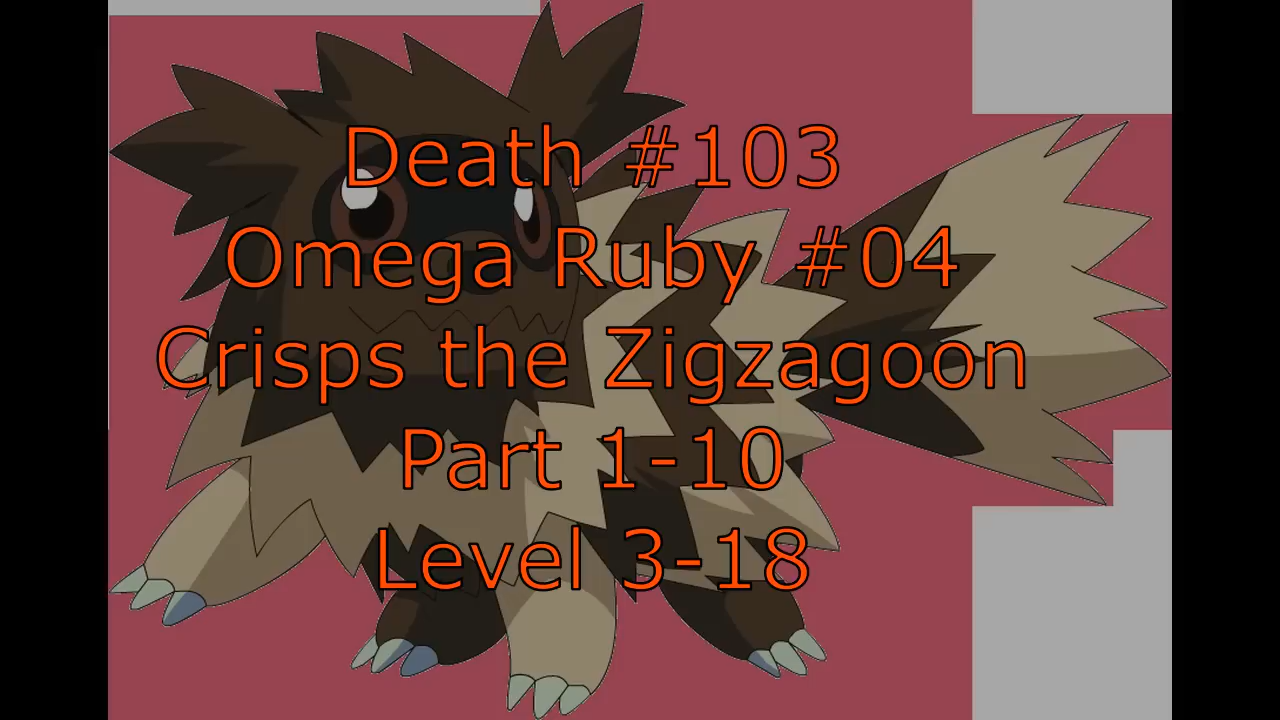 Death #103
Omega Ruby #04
Crisps the Zigzagoon
Part 1-10
Level 3-18